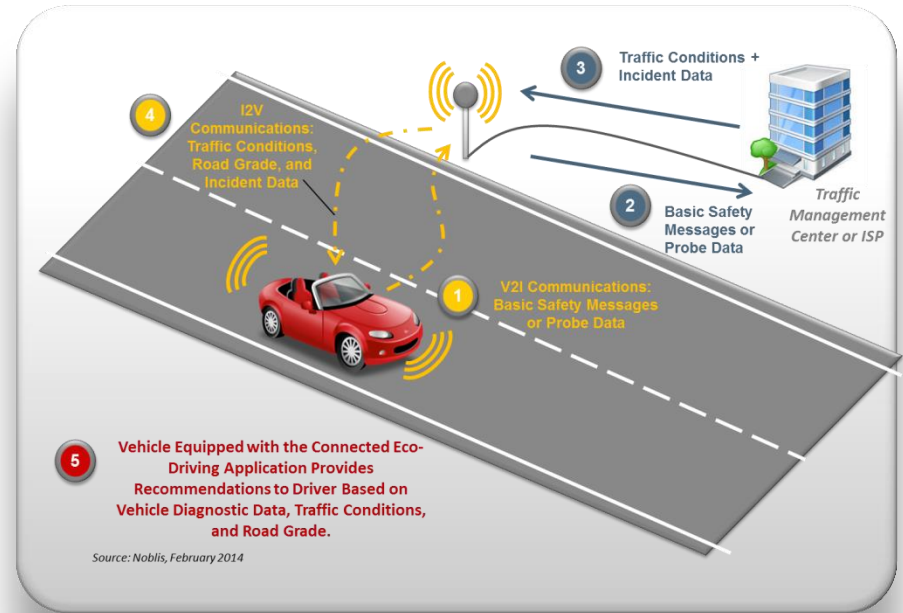 3
Traffic Conditions +
Incident Data
4
I2V
Communications:
Traffic Conditions,
Road Grade, and
Incident Data
2
Basic Safety
Messages or
Probe Data
Traffic
Management
Center or ISP
1
V2I Communications:
Basic Safety Messages
or Probe Data
5
Vehicle Equipped with the Connected Eco-
Driving Application Provides
Recommendations to Driver Based on
Vehicle Diagnostic Data, Traffic Conditions,
and Road Grade.
Source: Noblis, February 2014